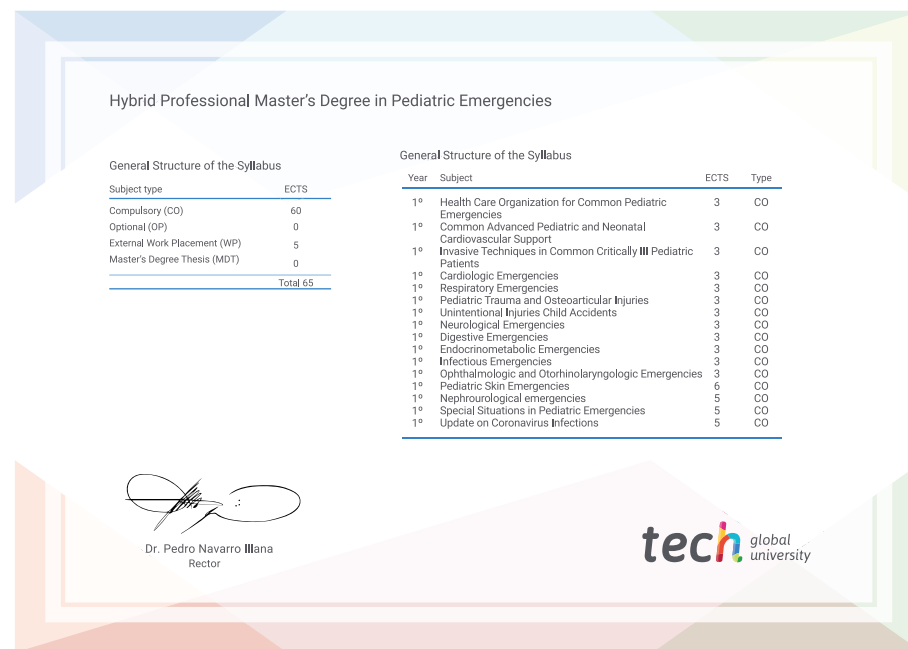 Hybrid Professional Master's Degree in Pediatric Emergencies
General Structure of the Syllabus
Subject type ECTS
Compulsory (CO) 60
Optional (OP) 0
External Work Placement (WP) 5
Master's Degree Thesis (MDT) 0
Total 65
General Structure of the Syllabus
Year Subject ECTS Type
1º Health Care Organization for Common Pediatric 3 CO
Emergencies
1º Common Advanced Pediatric and Neonatal 3 CO
Cardiovascular Support
1º Invasive Techniques in Common Critically Ill Pediatric 3 CO
Patients
1º Cardiologic Emergencies 3 CO
1º Respiratory Emergencies 3 CO
1º Pediatric Trauma and Osteoarticular Injuries 3 CO
1º Unintentional Injuries Child Accidents 3 CO
1º Neurological Emergencies 3 CO
1º Digestive Emergencies 3 CO
1º Endocrinometabolic Emergencies 3 CO
1º Infectious Emergencies 3 CO
1º Ophthalmologic and Otorhinolaryngologic Emergencies 3 CO
1º Pediatric Skin Emergencies 6 CO
1º Nephrourological emergencies 5 CO
1º Special Situations in Pediatric Emergencies 5 CO
1º Update on Coronavirus Infections 5 CO
Dr. Pedro Navarro Illana
Rector
tech global
university